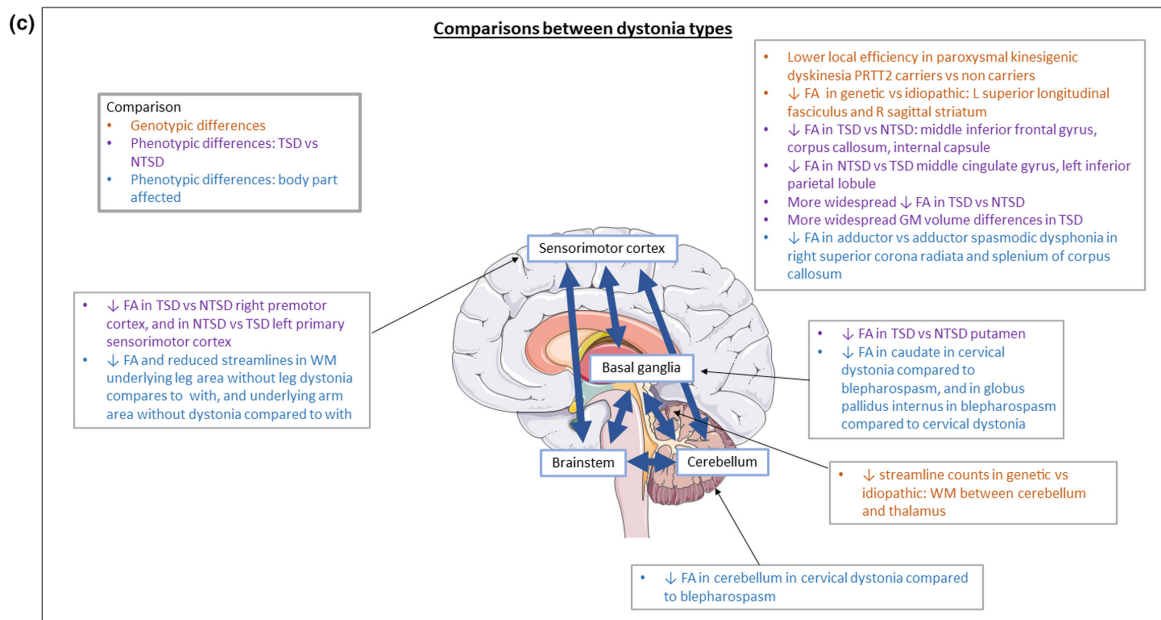 (c)
Comparisons between dystonia types
Comparison
• Genotypic differences
• Phenotypic differences: TSD vs
NTSD
• Phenotypic differences: body part
affected
• Lower local efficiency in paroxysmal kinesigenic
dyskinesia PRTT2 carriers vs non carriers
• ↓ FA in genetic vs idiopathic: L superior longitudinal
fasciculus and R sagittal striatum
• ↓ FA in TSD vs NTSD: middle inferior frontal gyrus,
corpus callosum, internal capsule
• ↓ FA in NTSD vs TSD middle cingulate gyrus, left inferior
parietal lobule
• More widespread ↓ FA in TSD vs NTSD
• More widespread GM volume differences in TSD
• ↓ FA in adductor vs adductor spasmodic dysphonia in
right superior corona radiata and splenium of corpus
callosum
Sensorimotor cortex
• ↓ FA in TSD vs NTSD right premotor
cortex, and in NTSD vs TSD left primary
sensorimotor cortex
• ↓ FA and reduced streamlines in WM
underlying leg area without leg dystonia
compares to with, and underlying arm
area without dystonia compared to with
Basal ganglia
• ↓ FA in TSD vs NTSD putamen
• ↓ FA in caudate in cervical
dystonia compared to
blepharospasm, and in globus
pallidus internus in blepharospasm
compared to cervical dystonia
Brainstem
Cerebellum
• ↓ streamline counts in genetic vs
idiopathic: WM between cerebellum
and thalamus
• ↓ FA in cerebellum in cervical dystonia compared
to blepharospasm